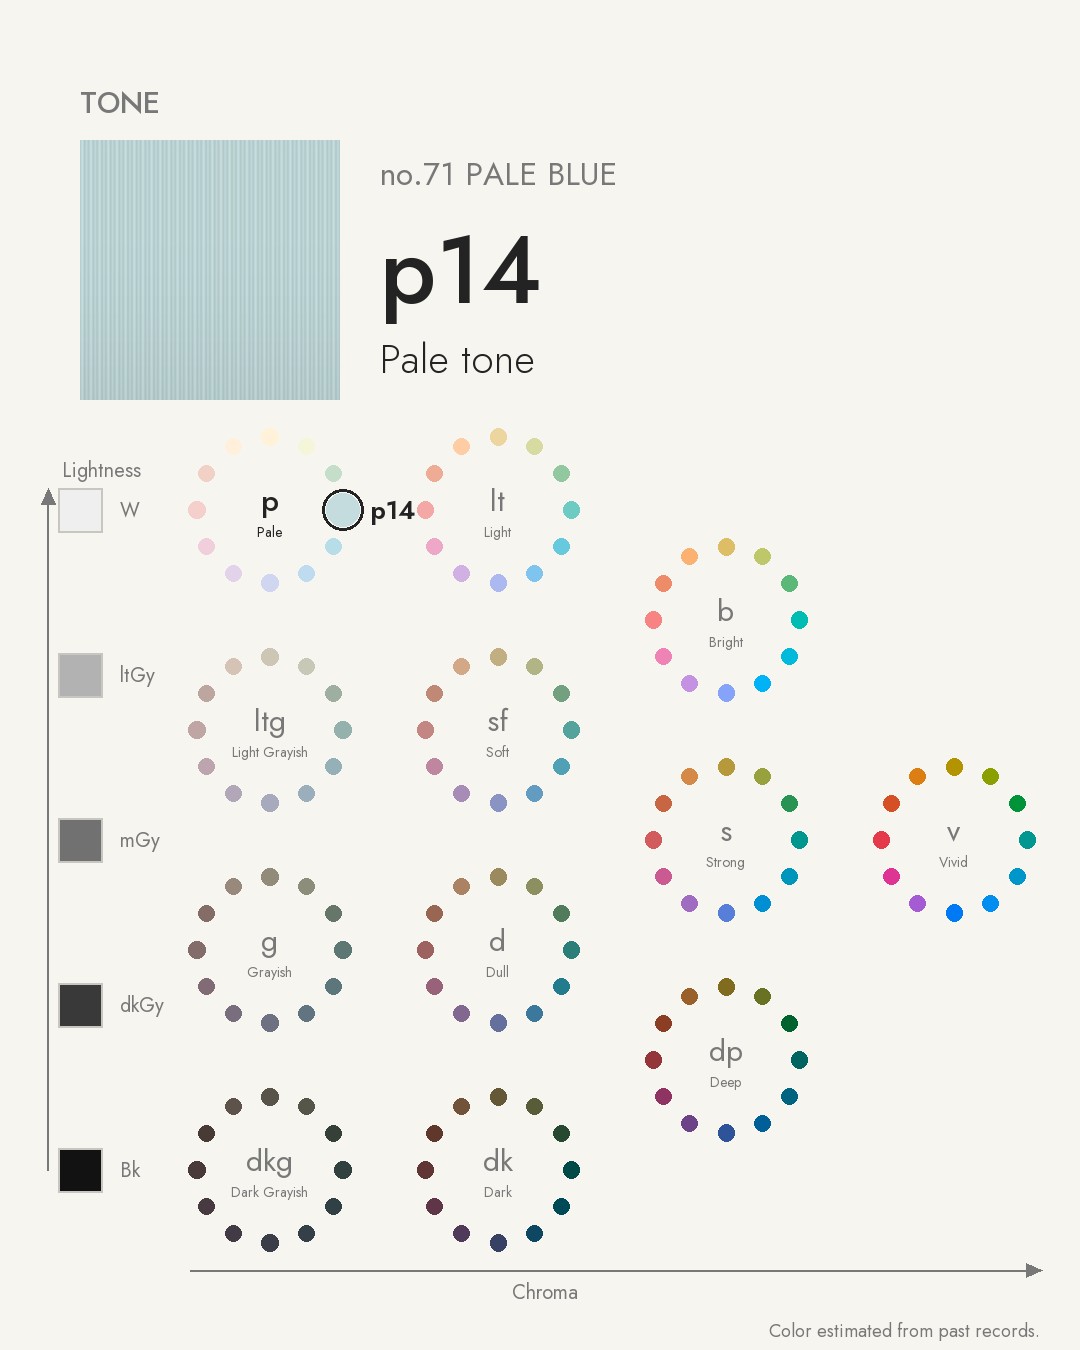 TONE
no.71 PALE BLUE
p14
Pale tone
Lightness
W
ltGy
mGy
dkGy
Bk
p
Pale
p14
lt
Light
b
Bright
ltg
Light Grayish
sf
Soft
s
Strong
v
Vivid
g
Grayish
d
Dull
dp
Deep
dkg
Dark Grayish
dk
Dark
Chroma
Color estimated from past records.